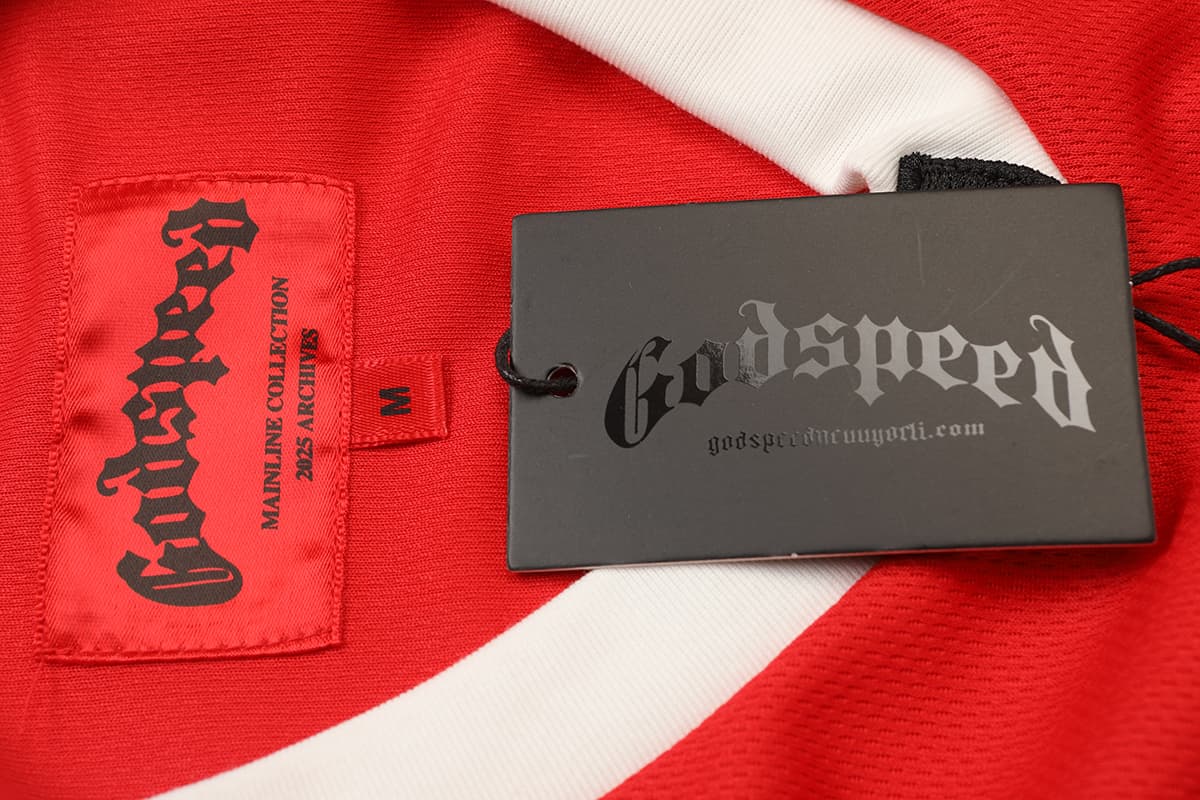 Godspeed
MAINLINE COLLECTION
2025 ARCHIVES
M
Godspeed
godspeednewyork.com